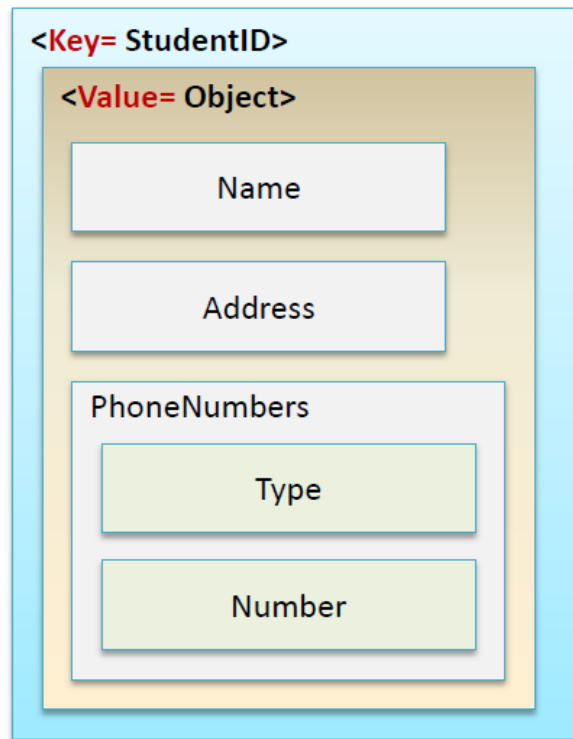 <Key= StudentID>
<Value= Object>
Name
Address
PhoneNumbers
Type
Number